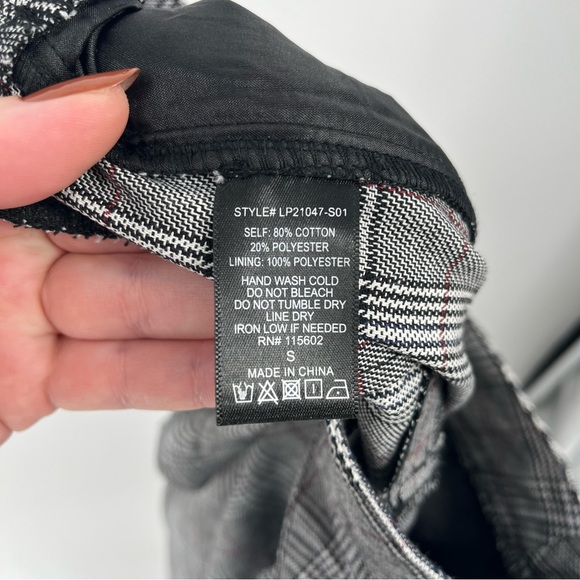 STYLE# LP21047-S01
SELF: 80% COTTON
20% POLYESTER
LINING: 100% POLYESTER
HAND WASH COLD
DO NOT BLEACH
DO NOT TUMBLE DRY
LINE DRY
IRON LOW IF NEEDED
RN# 115602
S
MADE IN CHINA